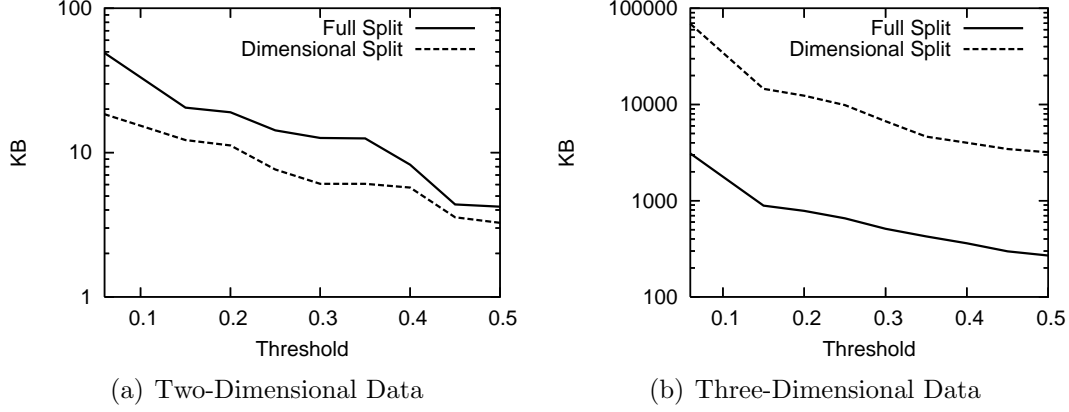 100
10
1
KB
Full Split
Dimensional Split
0.1 0.2 0.3 0.4 0.5
Threshold
(a) Two-Dimensional Data
100000
10000
1000
100
KB
Full Split
Dimensional Split
0.1 0.2 0.3 0.4 0.5
Threshold
(b) Three-Dimensional Data